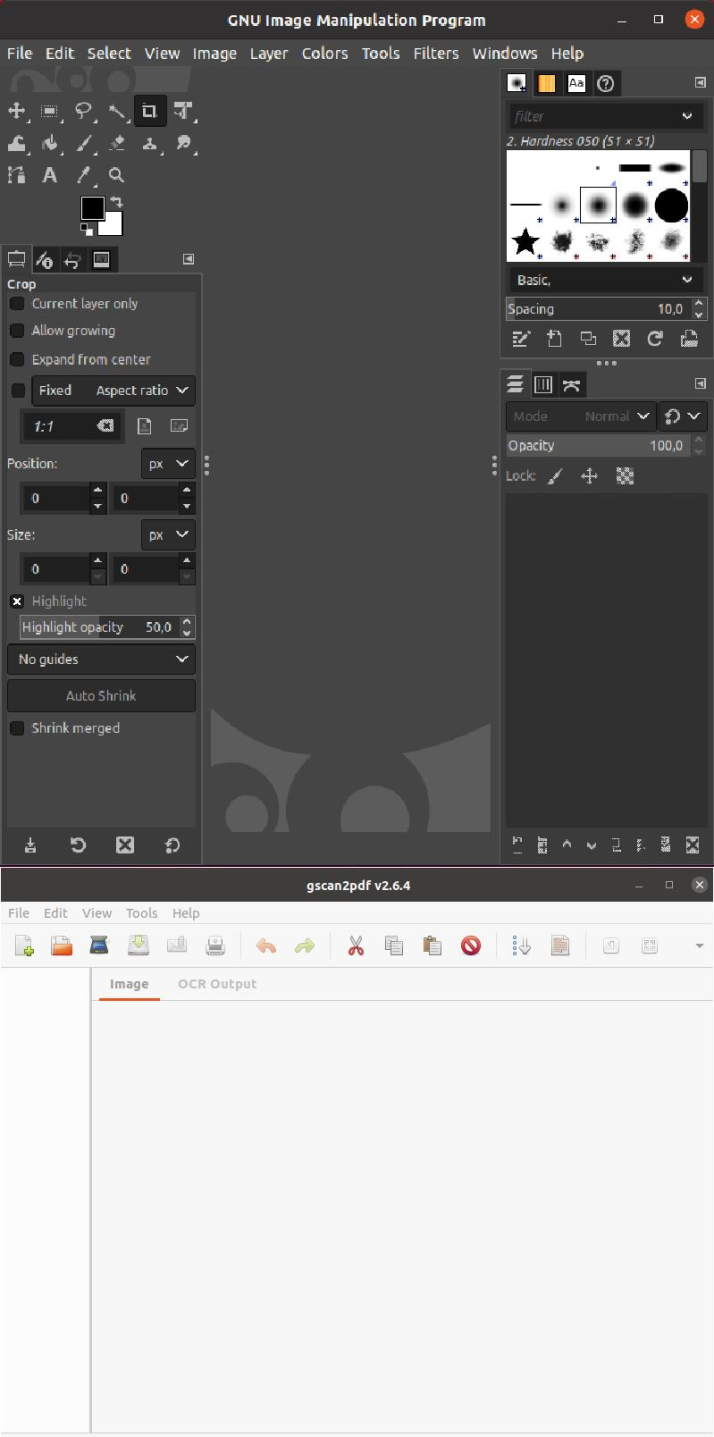 GNU Image Manipulation Program
File Edit Select View Image Layer Colors Tools Filters Windows Help
Aa
filter
2. Hardness 050 (51 × 51)
Basic,
Spacing 10,0
Crop
Current layer only
Allow growing
Expand from center
Fixed Aspect ratio
1:1
Position: px
0 0
Size: px
0 0
Highlight
Highlight opacity 50,0
No guides
Auto Shrink
Shrink merged
Mode Normal
Opacity 100,0
Lock:
gscan2pdf v2.6.4
File Edit View Tools Help
Image OCR Output